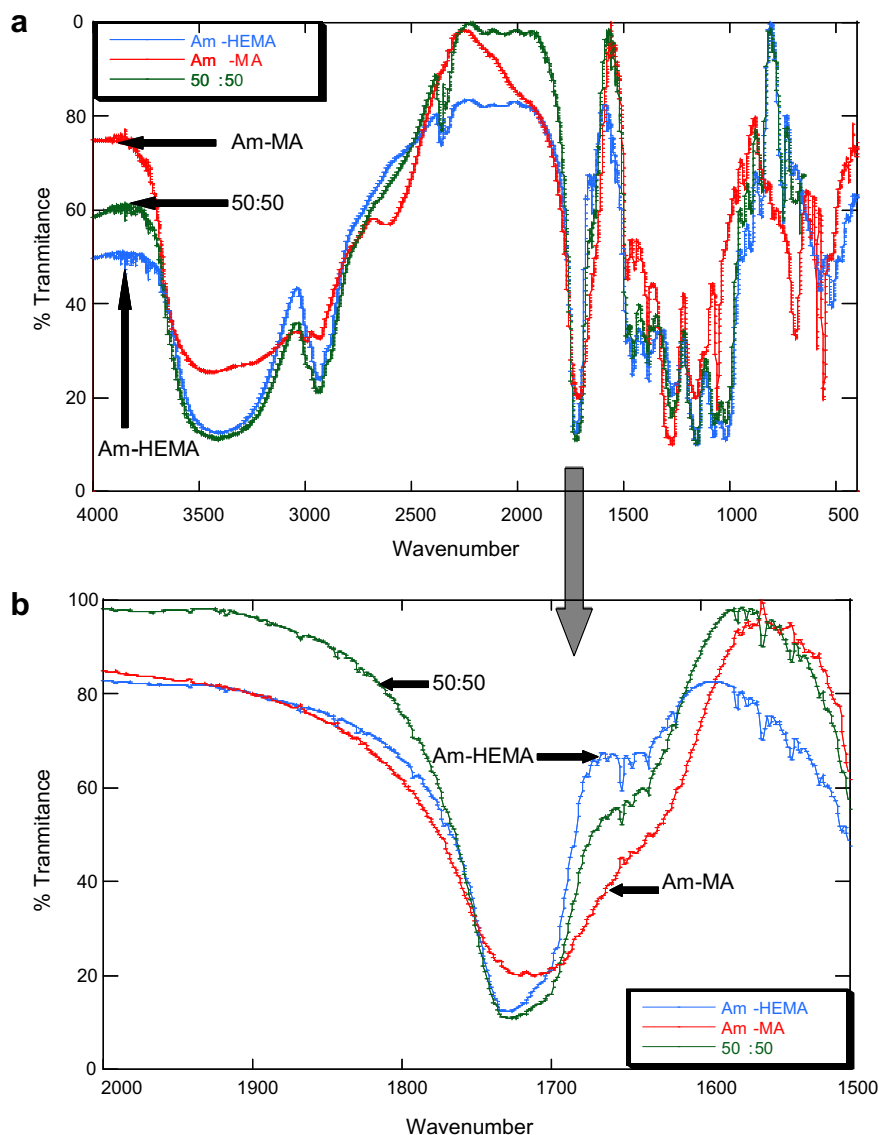 a
0
80
60
40
20
0
% Tranmitance
Am -HEMA
Am -MA
50 :50
Am-MA
50:50
Am-HEMA
4000 3500 3000 2500 2000 1500 1000 500
Wavenumber
b
100
80
60
40
20
0
% Tranmitance
50:50
Am-HEMA
Am-MA
Am -HEMA
Am -MA
50 :50
2000 1900 1800 1700 1600 1500
Wavenumber